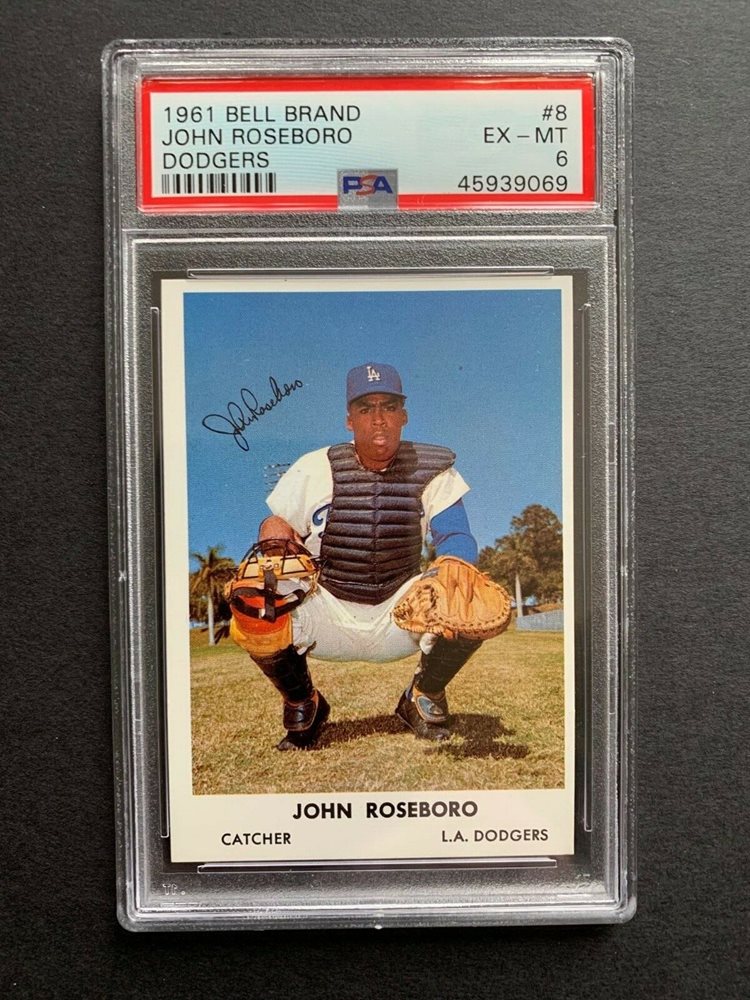 1961 BELL BRAND #8
JOHN ROSEBORO EX - MT
DODGERS 6
PSA 45939069
LA
John Roseboro
JOHN ROSEBORO
CATCHER L.A. DODGERS